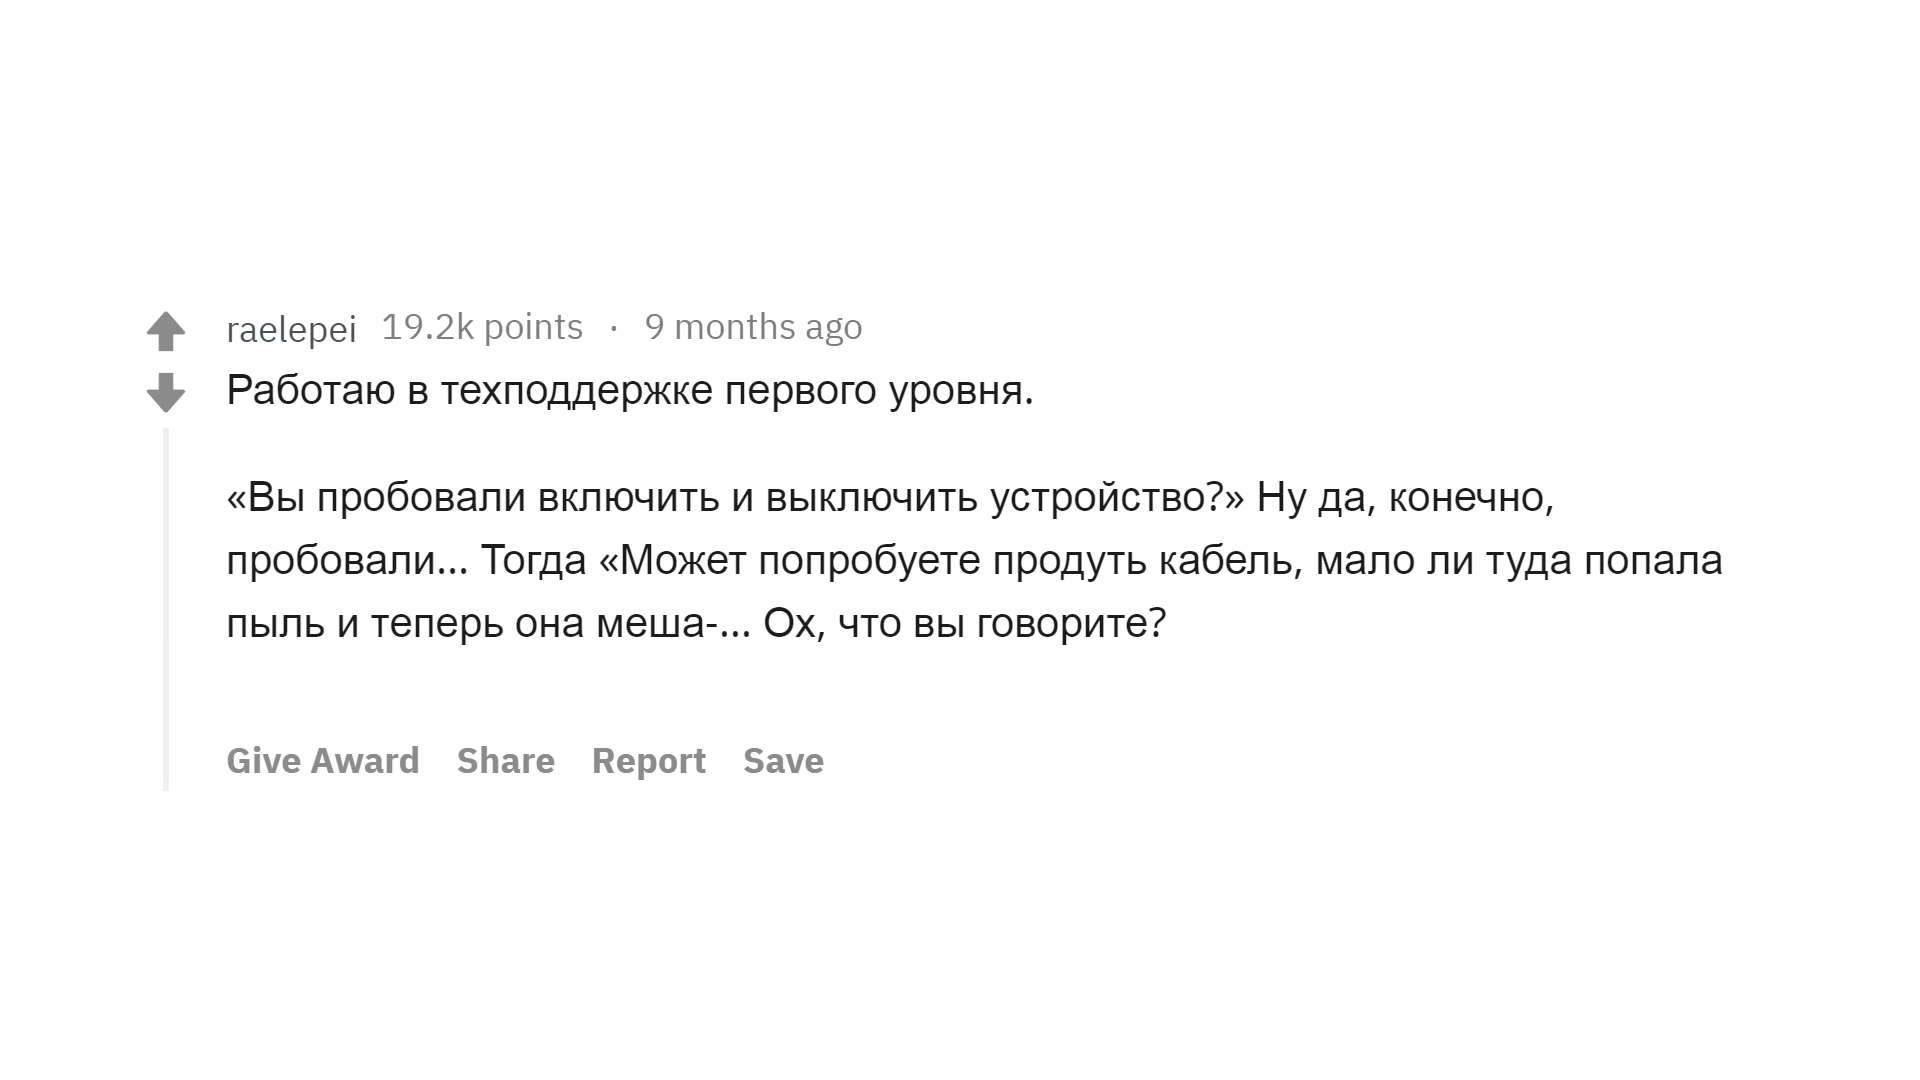 raelepei 19.2k points · 9 months ago
Работаю в техподдержке первого уровня.
«Вы пробовали включить и выключить устройство?» Ну да, конечно,
пробовали... Тогда «Может попробуете продуть кабель, мало ли туда попала
пыль и теперь она меша-... Ох, что вы говорите?
Give Award Share Report Save